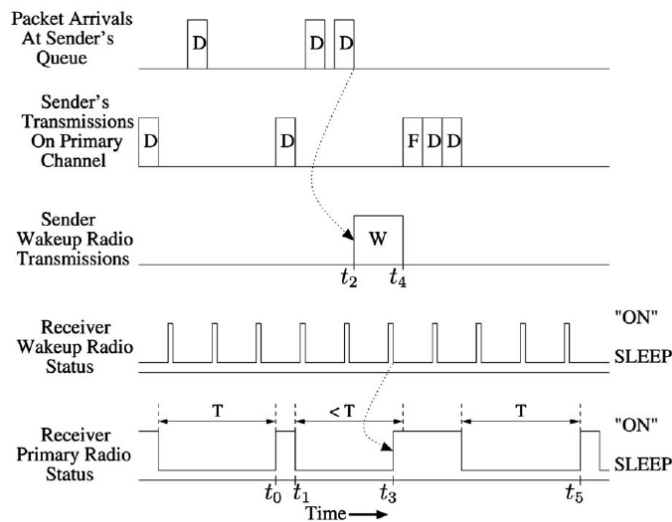 Packet Arrivals
At Sender's
Queue
D
D
D
Sender's
Transmissions
On Primary
Channel
D
D
F
D
D
Sender
Wakeup Radio
Transmissions
W
t₂
t₄
Receiver
Wakeup Radio
Status
"ON"
SLEEP
Receiver
Primary Radio
Status
T
< T
T
"ON"
SLEEP
t₀
t₁
t₃
t₅
Time